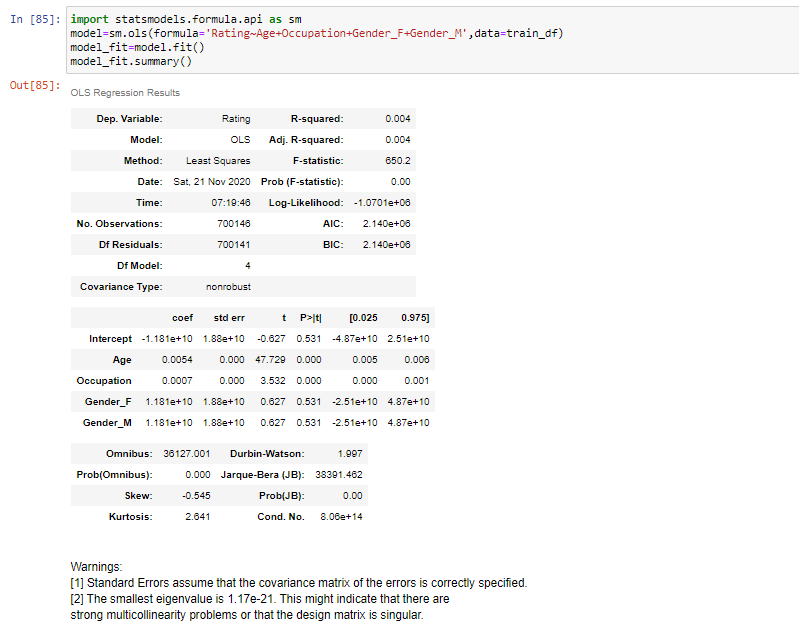 In [85]: import statsmodels.formula.api as sm
model=sm.ols(formula='Rating~Age+Occupation+Gender_F+Gender_M',data=train_df)
model_fit=model.fit()
model_fit.summary()
Out[85]: OLS Regression Results
Dep. Variable: Rating R-squared: 0.004
Model: OLS Adj. R-squared: 0.004
Method: Least Squares F-statistic: 650.2
Date: Sat, 21 Nov 2020 Prob (F-statistic): 0.00
Time: 07:19:46 Log-Likelihood: -1.0701e+06
No. Observations: 700146 AIC: 2.140e+06
Df Residuals: 700141 BIC: 2.140e+06
Df Model: 4
Covariance Type: nonrobust
coef std err t P>|t| [0.025 0.975]
Intercept -1.181e+10 1.88e+10 -0.627 0.531 -4.87e+10 2.51e+10
Age 0.0054 0.000 47.729 0.000 0.005 0.006
Occupation 0.0007 0.000 3.532 0.000 0.000 0.001
Gender_F 1.181e+10 1.88e+10 0.627 0.531 -2.51e+10 4.87e+10
Gender_M 1.181e+10 1.88e+10 0.627 0.531 -2.51e+10 4.87e+10
Omnibus: 36127.001 Durbin-Watson: 1.997
Prob(Omnibus): 0.000 Jarque-Bera (JB): 38391.462
Skew: -0.545 Prob(JB): 0.00
Kurtosis: 2.641 Cond. No. 8.06e+14
Warnings:
[1] Standard Errors assume that the covariance matrix of the errors is correctly specified.
[2] The smallest eigenvalue is 1.17e-21. This might indicate that there are
strong multicollinearity problems or that the design matrix is singular.